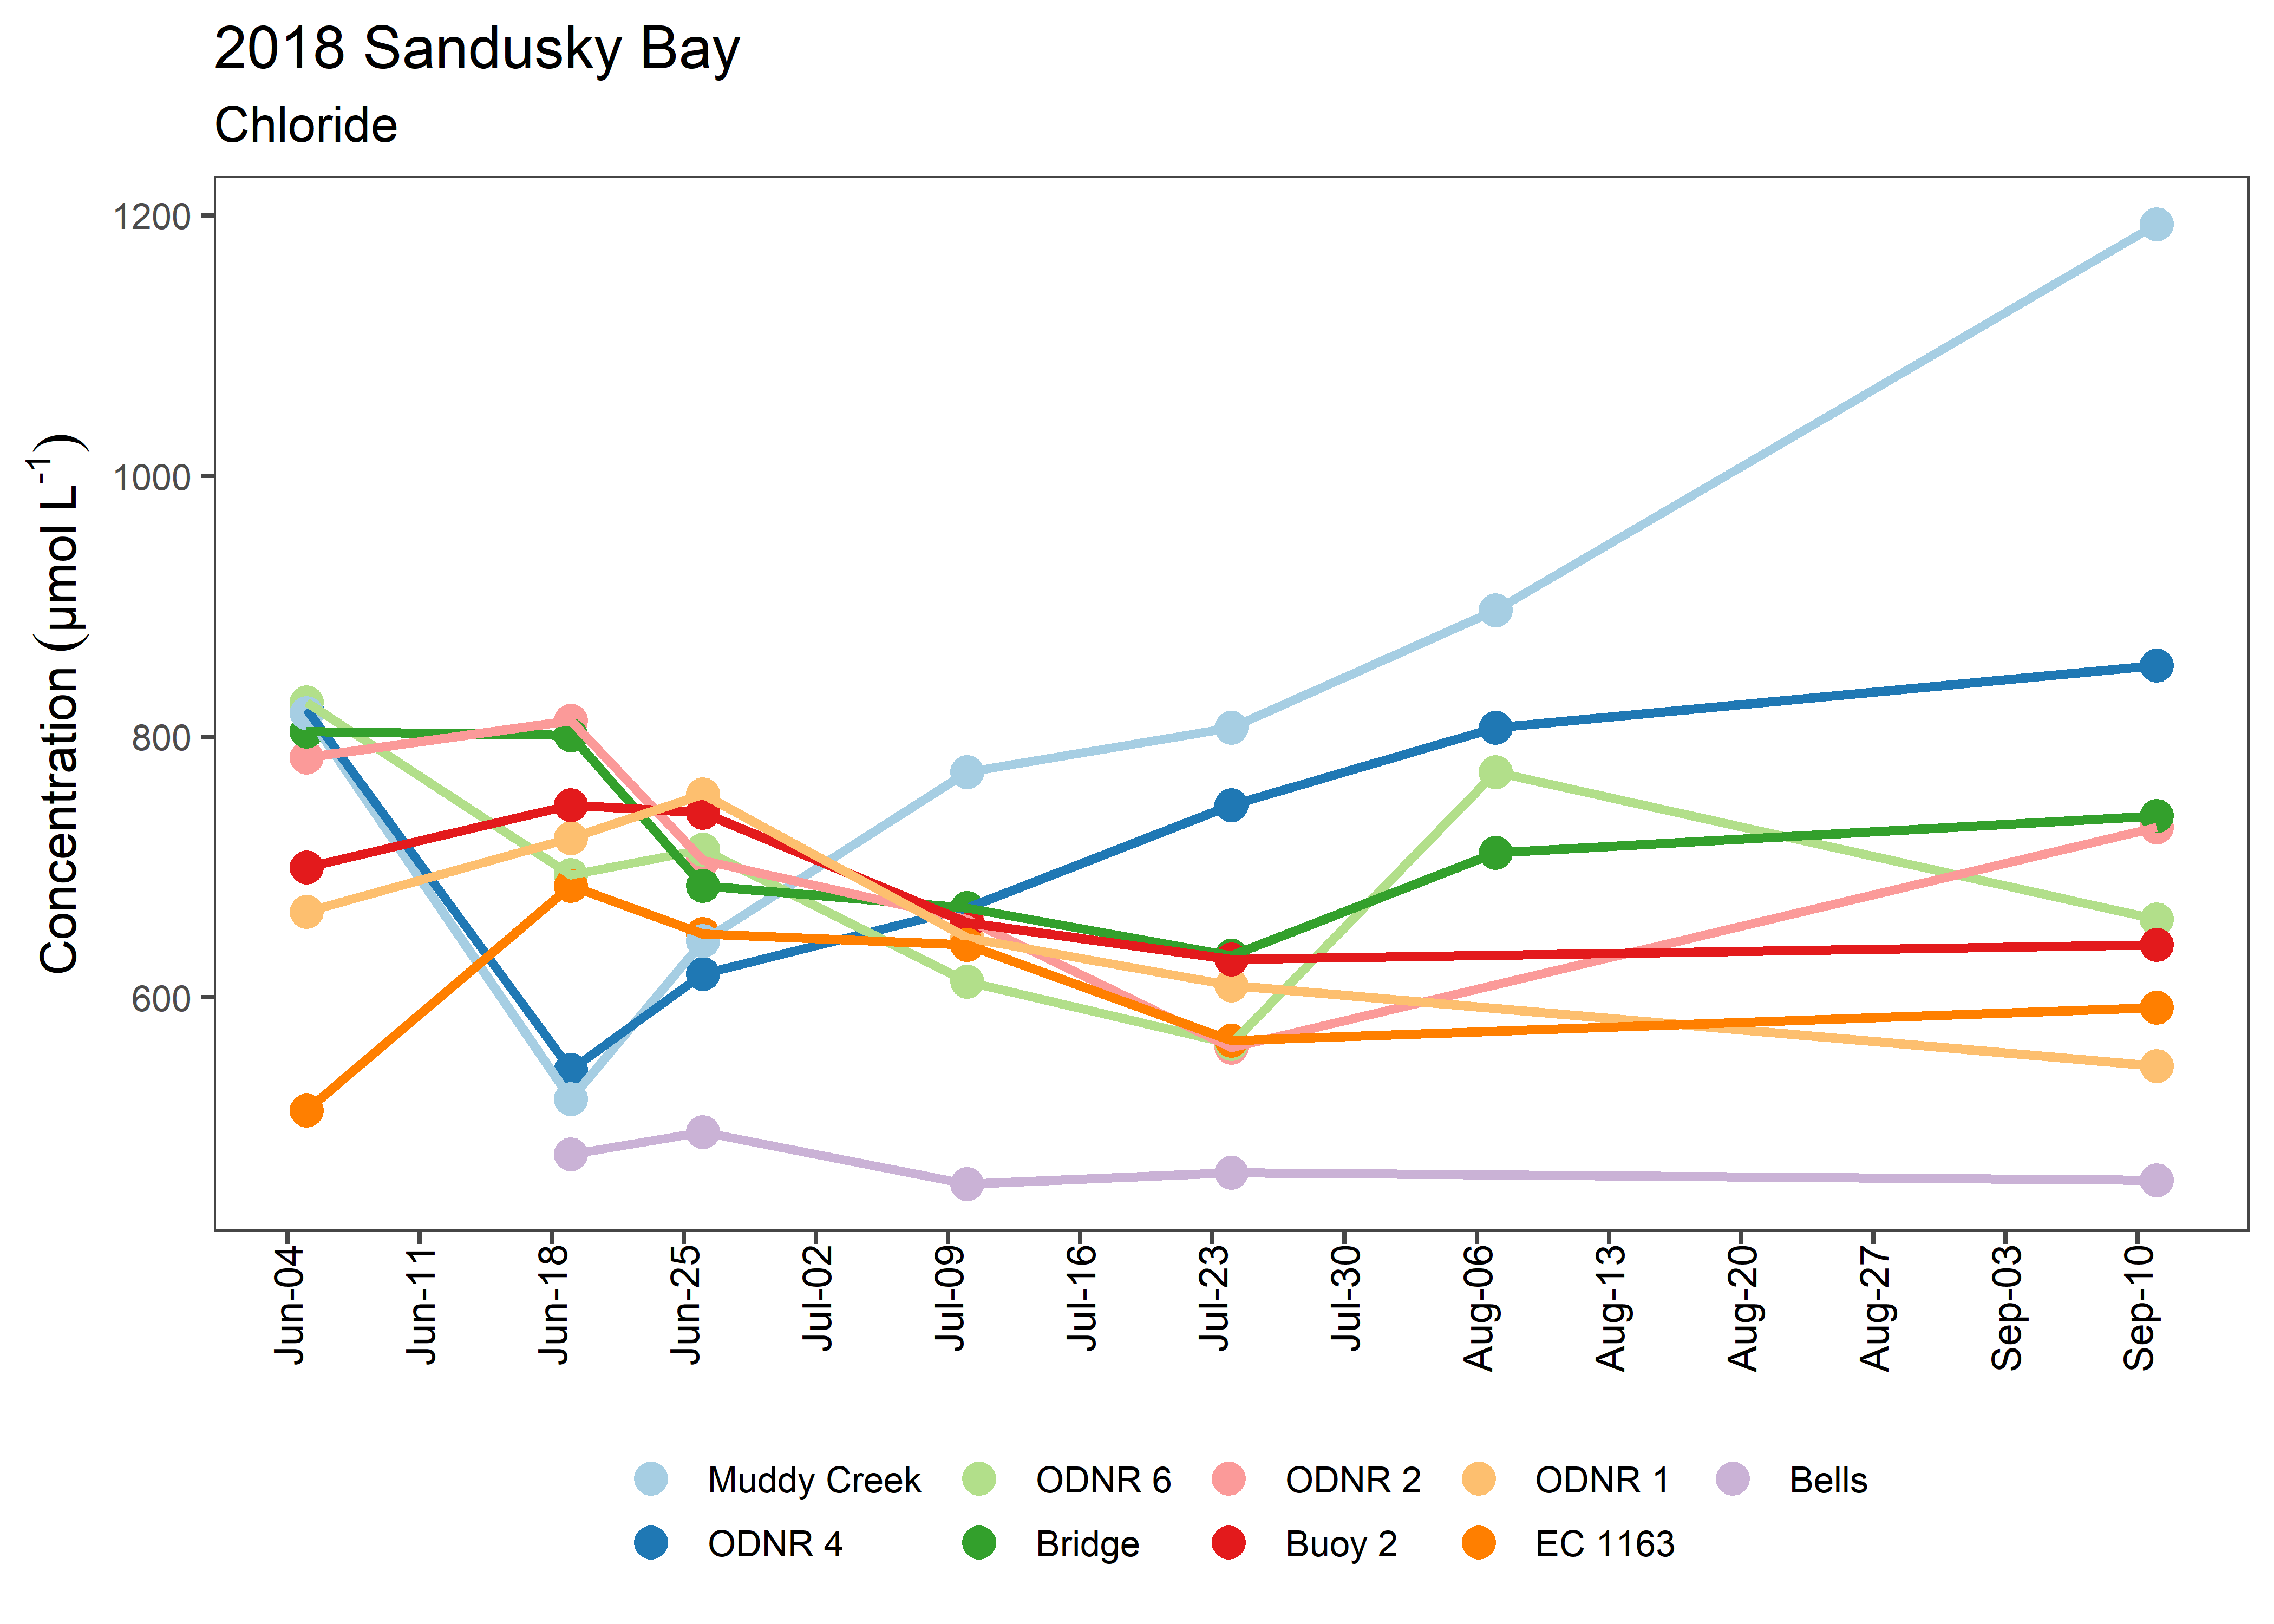 2018 Sandusky Bay
Chloride
Concentration (µmol L⁻¹)
1200
1000
800
600
Jun-04
Jun-11
Jun-18
Jun-25
Jul-02
Jul-09
Jul-16
Jul-23
Jul-30
Aug-06
Aug-13
Aug-20
Aug-27
Sep-03
Sep-10
Muddy Creek ODNR 6 ODNR 2 ODNR 1 Bells
ODNR 4 Bridge Buoy 2 EC 1163